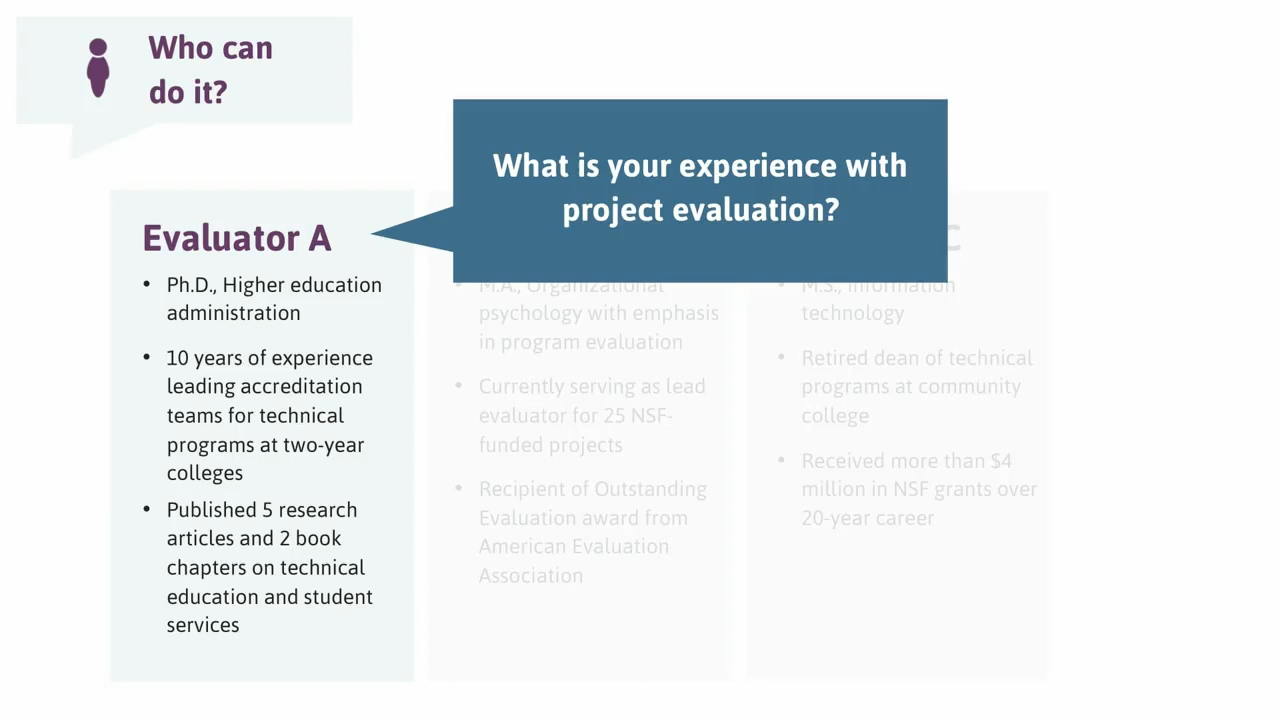 Who can
do it?
What is your experience with
project evaluation?
Evaluator A
• Ph.D., Higher education
administration
• 10 years of experience
leading accreditation
teams for technical
programs at two-year
colleges
• Published 5 research
articles and 2 book
chapters on technical
education and student
services
• M.A., Organizational
psychology with emphasis
in program evaluation
• Currently serving as lead
evaluator for 25 NSF-
funded projects
• Recipient of Outstanding
Evaluation award from
American Evaluation
Association
C
• M.S., Information
technology
• Retired dean of technical
programs at community
college
• Received more than $4
million in NSF grants over
20-year career